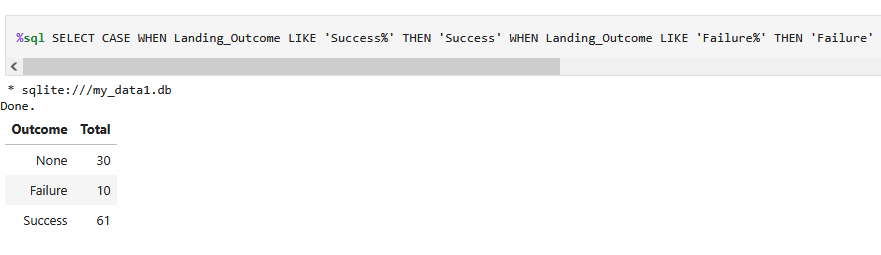 %sql SELECT CASE WHEN Landing_Outcome LIKE 'Success%' THEN 'Success' WHEN Landing_Outcome LIKE 'Failure%' THEN 'Failure'
* sqlite:///my_data1.db
Done.
Outcome Total
None 30
Failure 10
Success 61